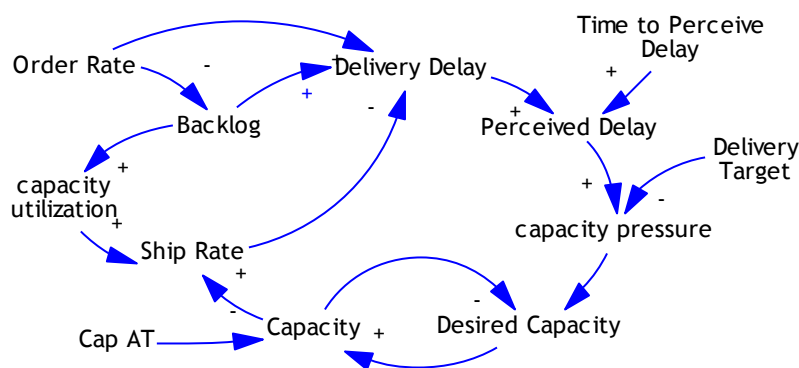 Time to Perceive
Delay
+
Order Rate
-
+
Delivery Delay
+
-
+
Backlog
Perceived Delay
Delivery
Target
+
capacity
utilization
+
+
-
Ship Rate
capacity pressure
+
-
-
Cap AT
Capacity
+
Desired Capacity